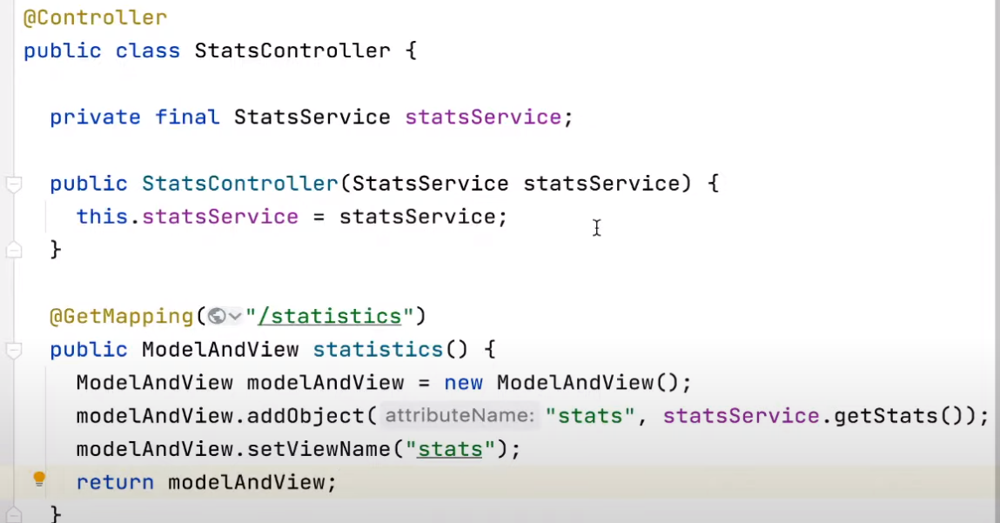 @Controller
public class StatsController {
private final StatsService statsService;
public StatsController(StatsService statsService) {
this.statsService = statsService;
}
@GetMapping("/statistics")
public ModelAndView statistics() {
ModelAndView modelAndView = new ModelAndView();
modelAndView.addObject( attributeName: "stats", statsService.getStats());
modelAndView.setViewName("stats");
return modelAndView;
}